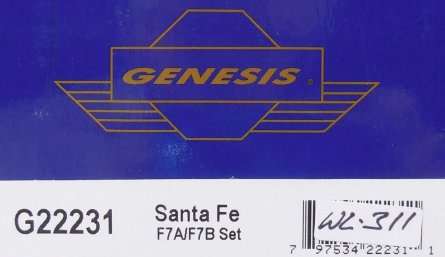 GENESIS®
G22231
Santa Fe
F7A/F7B Set
WL-311
7 97534 22231 1